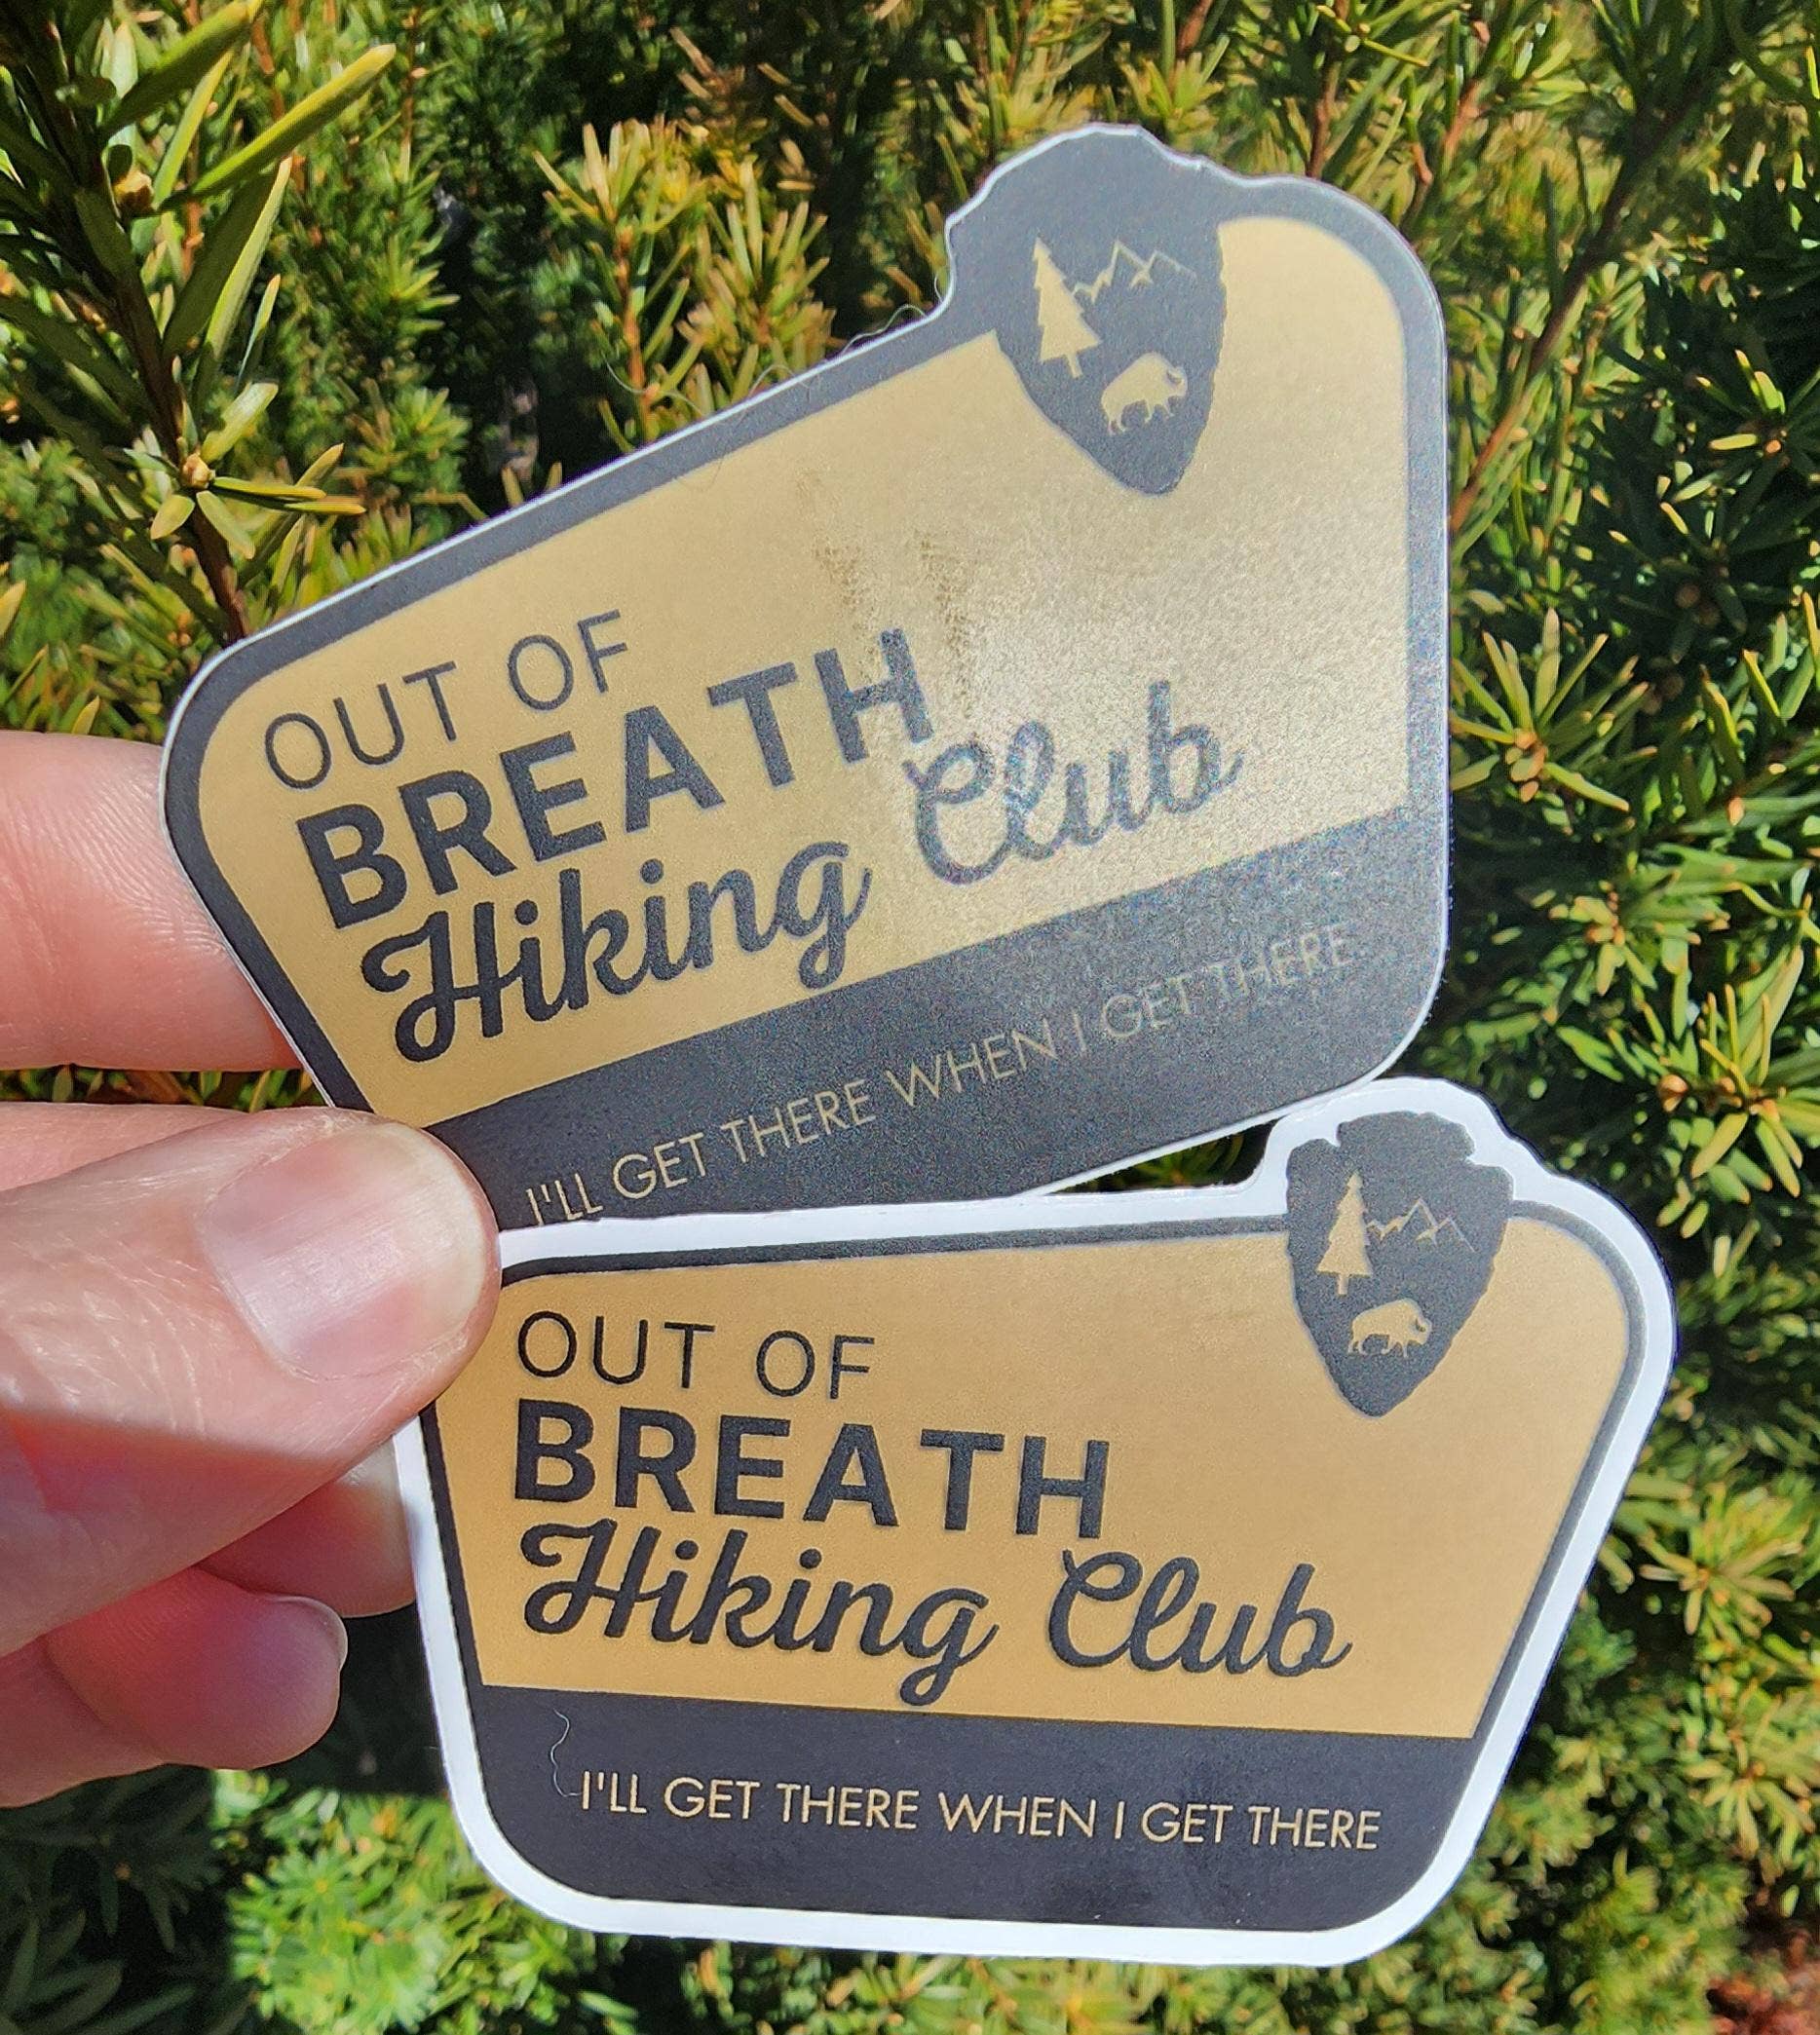 OUT OF
BREATH
Hiking Club
I'LL GET THERE WHEN I GET THERE.
OUT OF
BREATH
Hiking Club
I'LL GET THERE WHEN I GET THERE